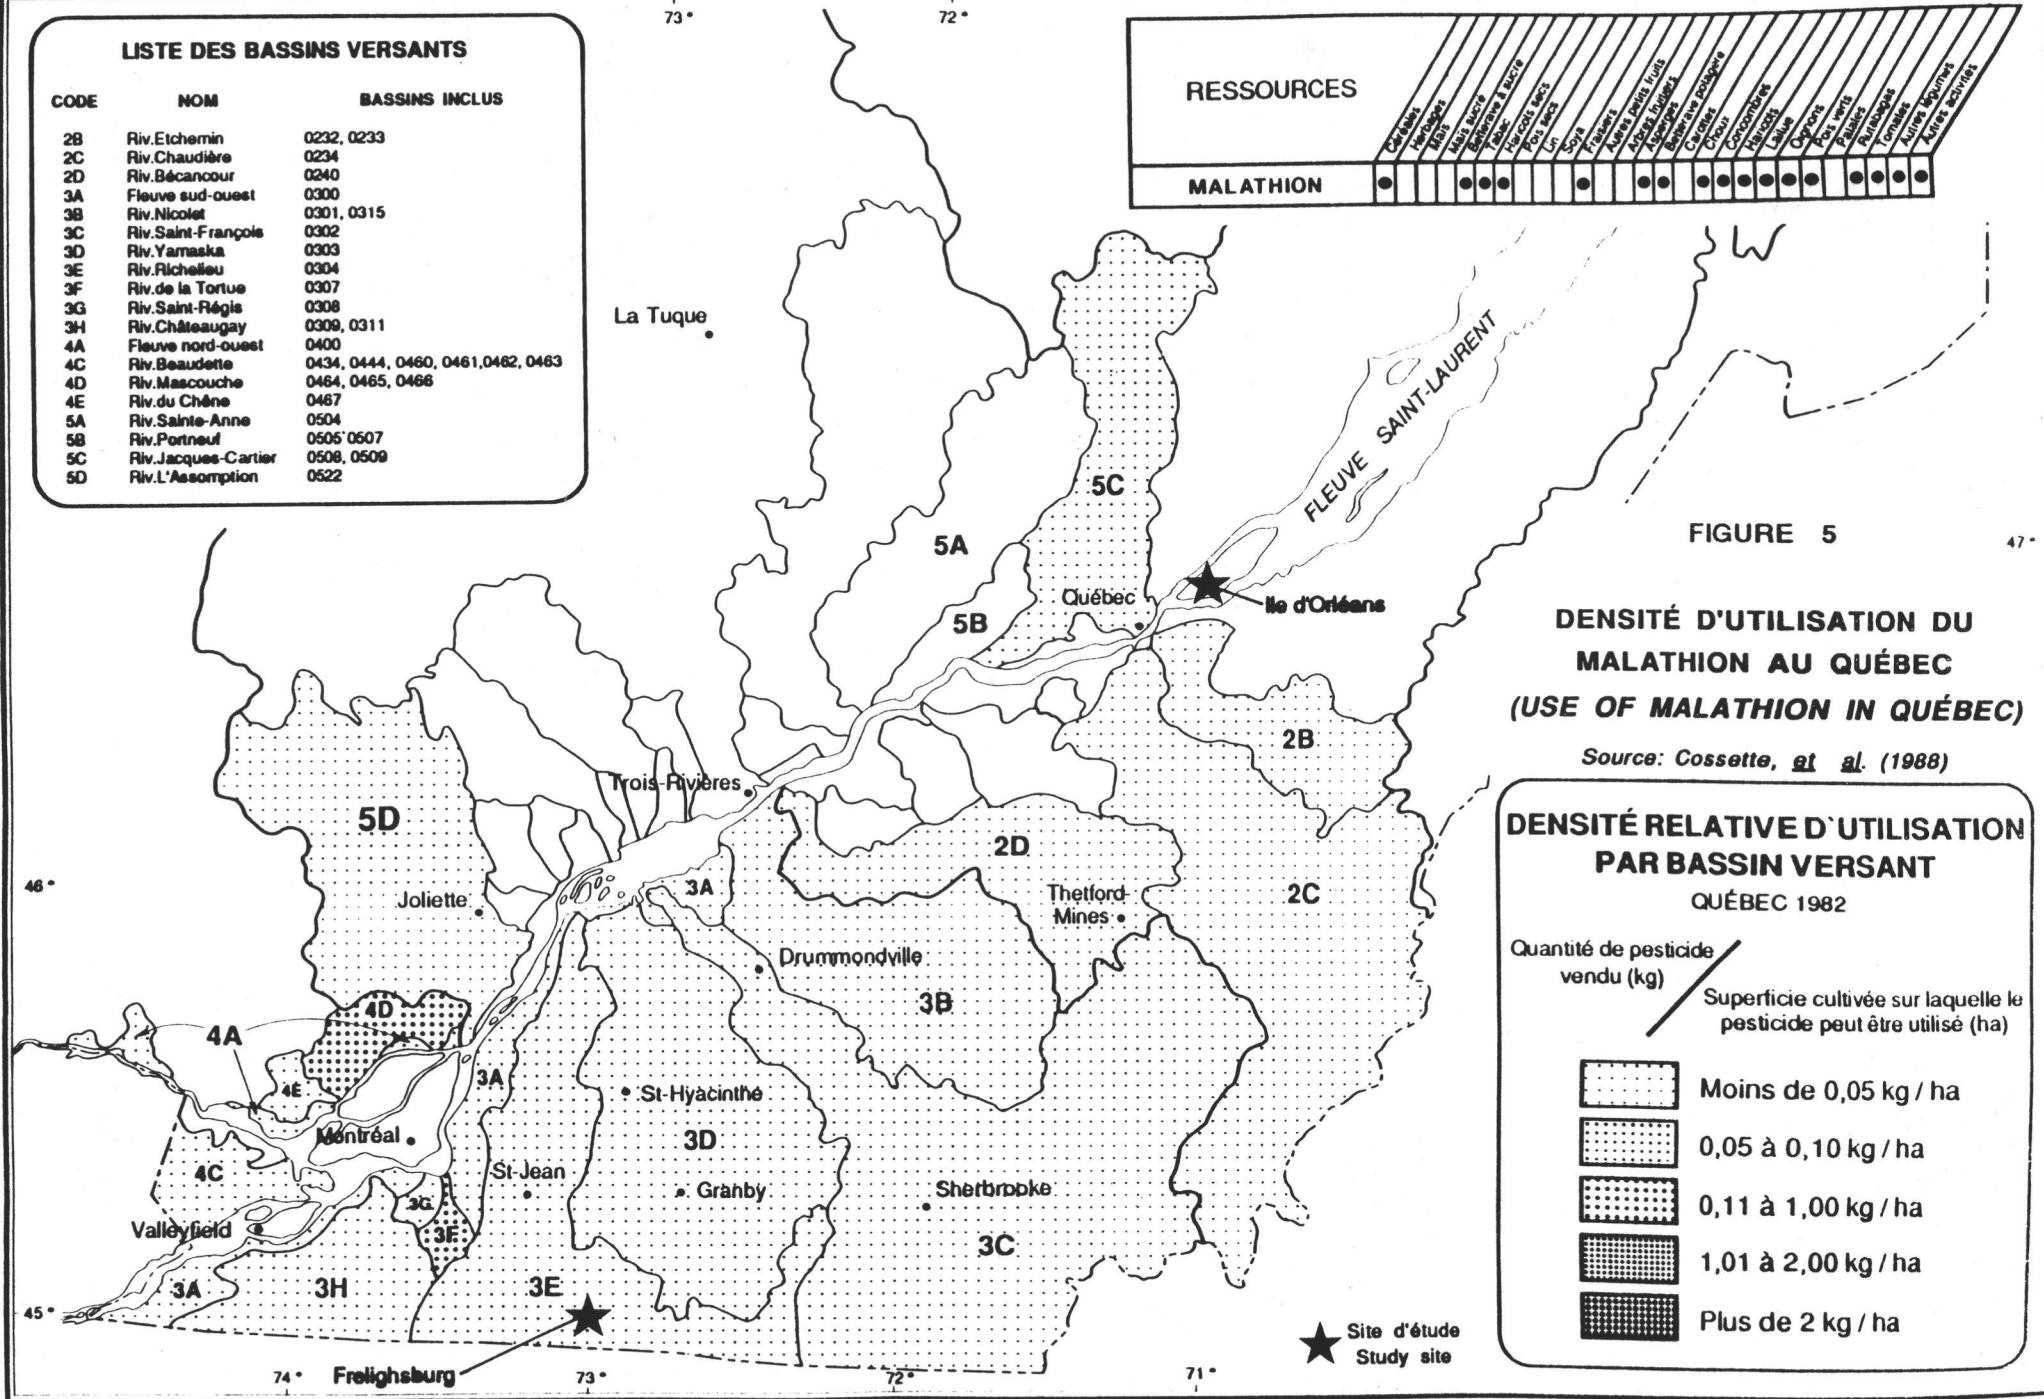 73°
72°
LISTE DES BASSINS VERSANTS
CODE NOM BASSINS INCLUS
2B Riv.Etchemin 0232, 0233
2C Riv.Chaudière 0234
2D Riv.Bécancour 0240
3A Fleuve sud-ouest 0300
3B Riv.Nicolet 0301, 0315
3C Riv.Saint-François 0302
3D Riv.Yamaska 0303
3E Riv.Richelieu 0304
3F Riv.de la Tortue 0307
3G Riv.Saint-Régis 0308
3H Riv.Châteaugay 0309, 0311
4A Fleuve nord-ouest 0400
4C Riv.Beaudette 0434, 0444, 0460, 0461,0462, 0463
4D Riv.Mascouche 0464, 0465, 0466
4E Riv.du Chêne 0467
5A Riv.Sainte-Anne 0504
5B Riv.Portneuf 0505 0507
5C Riv.Jacques-Cartier 0508, 0509
5D Riv.L'Assomption 0522
RESSOURCES
Céréales
Herbages
Maïs
Maïs sucré
Betterave à sucre
Tabac
Haricots secs
Pois secs
Lin
Soya
Fraisiers
Autres petits fruits
Arbres fruitiers
Asperges
Betterave potagère
Carottes
Choux
Concombres
Haricots
Laitue
Oignons
Pois verts
Patates
Rutabagas
Tomates
Autres légumes
Autres activités
MALATHION
La Tuque
FLEUVE SAINT-LAURENT
5C
5A
5B
Québec
Ile d'Orléans
47°
FIGURE 5
DENSITÉ D'UTILISATION DU
MALATHION AU QUÉBEC
(USE OF MALATHION IN QUÉBEC)
Source: Cossette, et al. (1988)
2B
Trois-Rivières
5D
2D
46°
Joliette
3A
Thetford-
Mines
2C
Drummondville
3B
4D
4A
4E
3A
St-Hyacinthe
Montréal
3D
4C
St-Jean
Granby
Sherbrooke
3G
Valleyfield
3F
3C
3A
3H
3E
45°
Frelighsburg
74°
73°
72°
71°
Site d'étude
Study site
DENSITÉ RELATIVE D'UTILISATION
PAR BASSIN VERSANT
QUÉBEC 1982
Quantité de pesticide
vendu (kg)
Superficie cultivée sur laquelle le
pesticide peut être utilisé (ha)
Moins de 0,05 kg / ha
0,05 à 0,10 kg / ha
0,11 à 1,00 kg / ha
1,01 à 2,00 kg / ha
Plus de 2 kg / ha